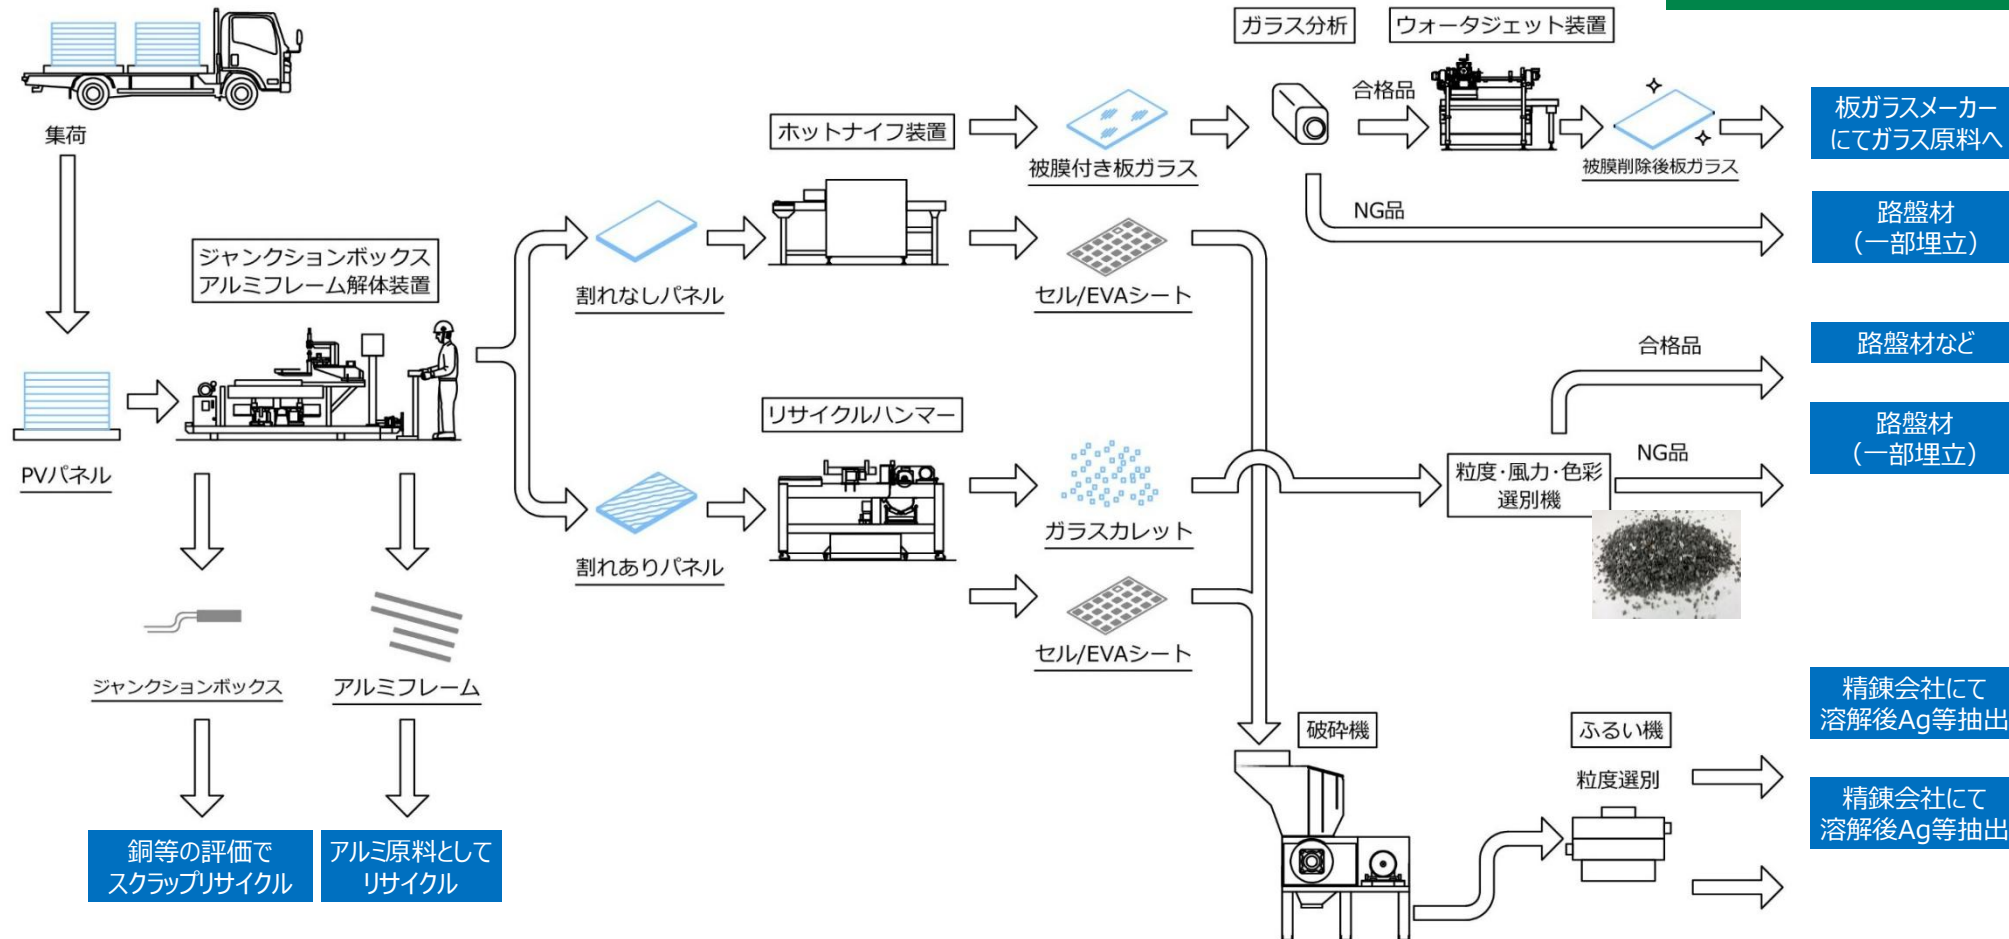 集荷
PVパネル
ジャンクションボックス
アルミフレーム解体装置
ジャンクションボックス
アルミフレーム
銅等の評価で
スクラップリサイクル
アルミ原料として
リサイクル
割れなしパネル
割れありパネル
ホットナイフ装置
リサイクルハンマー
被膜付き板ガラス
セル/EVAシート
ガラスカレット
セル/EVAシート
ガラス分析
合格品
NG品
ウォータジェット装置
被膜削除後板ガラス
板ガラスメーカー
にてガラス原料へ
路盤材
(一部埋立)
粒度・風力・色彩
選別機
合格品
NG品
路盤材など
路盤材
(一部埋立)
破砕機
ふるい機
粒度選別
精錬会社にて
溶解後Ag等抽出
精錬会社にて
溶解後Ag等抽出